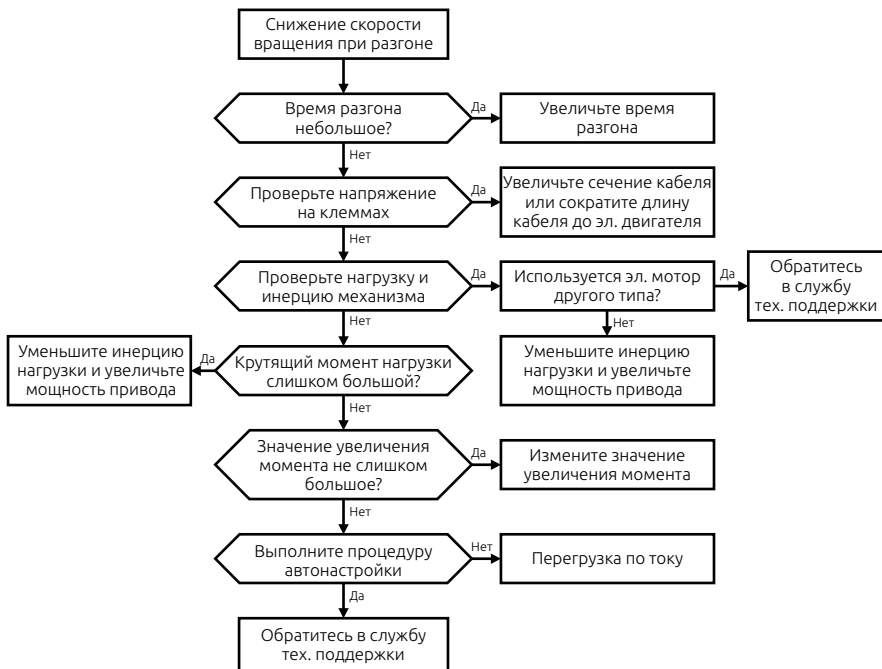 Снижение скорости
вращения при разгоне
Время разгона
небольшое?
Да
Увеличьте время
разгона
Нет
Проверьте напряжение
на клеммах
Да
Увеличьте сечение кабеля
или сократите длину
кабеля до эл. двигателя
Нет
Проверьте нагрузку и
инерцию механизма
Да
Используется эл. мотор
другого типа?
Да
Обратитесь
в службу
тех. поддержки
Нет
Нет
Уменьшите инерцию
нагрузки и увеличьте
мощность привода
Да
Крутящий момент нагрузки
слишком большой?
Уменьшите инерцию
нагрузки и увеличьте
мощность привода
Нет
Значение увеличения
момента не слишком
большое?
Да
Измените значение
увеличения момента
Нет
Выполните процедуру
автонастройки
Нет
Перегрузка по току
Да
Обратитесь в службу
тех. поддержки